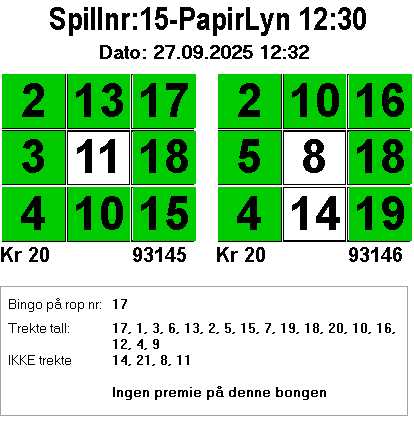 Spillnr:15-PapirLyn 12:30
Dato: 27.09.2025 12:32
2 13 17 2 10 16
3 11 18 5 8 18
4 10 15 4 14 19
Kr 20 93145 Kr 20 93146
Bingo på rop nr: 17
Trekte tall: 17, 1, 3, 6, 13, 2, 5, 15, 7, 19, 18, 20, 10, 16,
12, 4, 9
IKKE trekte 14, 21, 8, 11
Ingen premie på denne bongen